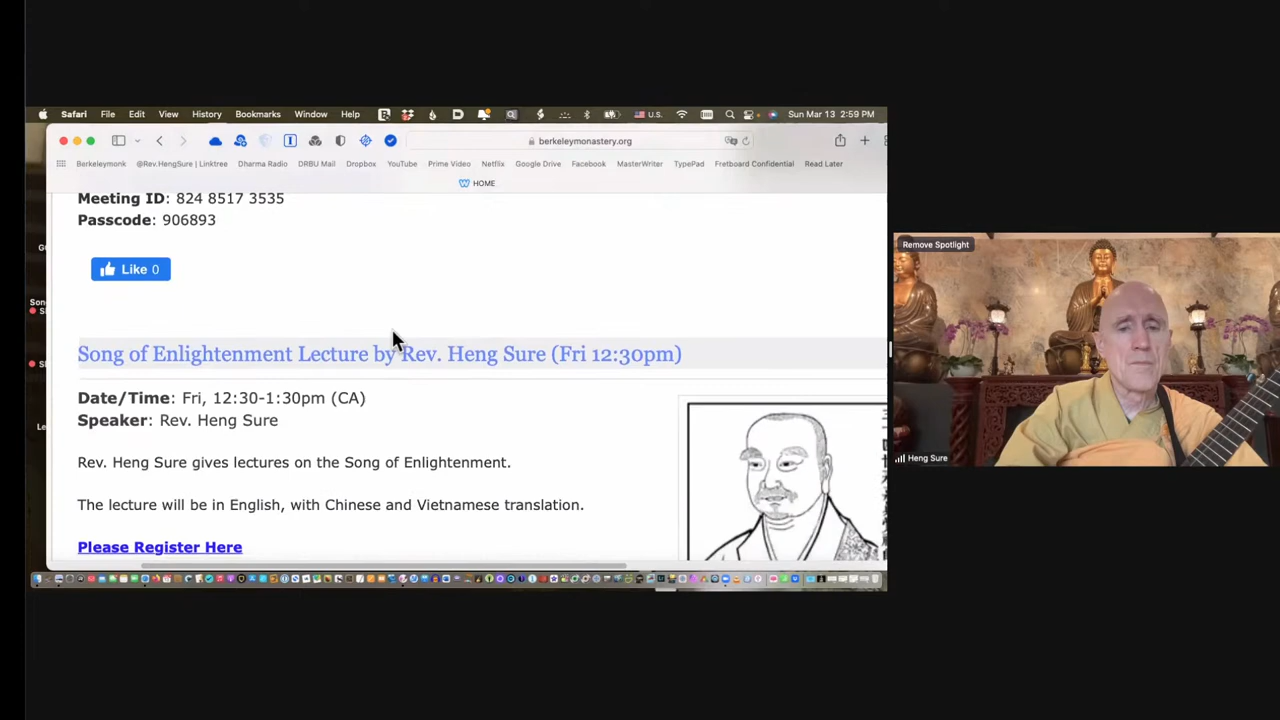 Safari File Edit View History Bookmarks Window Help U.S. Sun Mar 13 2:59 PM
berkeleymonastery.org
Berkeleymonk @Rev.HengSure | Linktree Dharma Radio DRBU Mail Dropbox YouTube Prime Video Netflix Google Drive Facebook MasterWriter TypePad Fretboard Confidential Read Later
HOME
Meeting ID: 824 8517 3535
Passcode: 906893
Like 0
Song of Enlightenment Lecture by Rev. Heng Sure (Fri 12:30pm)
Date/Time: Fri, 12:30-1:30pm (CA)
Speaker: Rev. Heng Sure
Rev. Heng Sure gives lectures on the Song of Enlightenment.
The lecture will be in English, with Chinese and Vietnamese translation.
Please Register Here
Remove Spotlight
Heng Sure